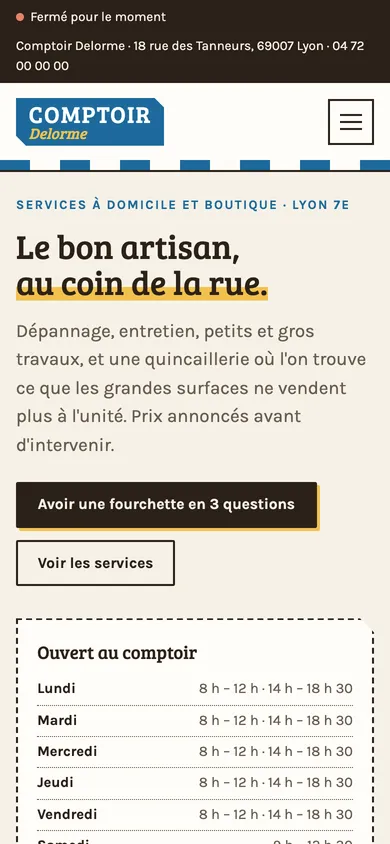 Fermé pour le moment
Comptoir Delorme · 18 rue des Tanneurs, 69007 Lyon · 04 72
00 00 00
COMPTOIR
Delorme
SERVICES À DOMICILE ET BOUTIQUE · LYON 7E
Le bon artisan,
au coin de la rue.
Dépannage, entretien, petits et gros
travaux, et une quincaillerie où l'on trouve
ce que les grandes surfaces ne vendent
plus à l'unité. Prix annoncés avant
d'intervenir.
Avoir une fourchette en 3 questions
Voir les services
Ouvert au comptoir
Lundi 8 h – 12 h · 14 h – 18 h 30
Mardi 8 h – 12 h · 14 h – 18 h 30
Mercredi 8 h – 12 h · 14 h – 18 h 30
Jeudi 8 h – 12 h · 14 h – 18 h 30
Vendredi 8 h – 12 h · 14 h – 18 h 30